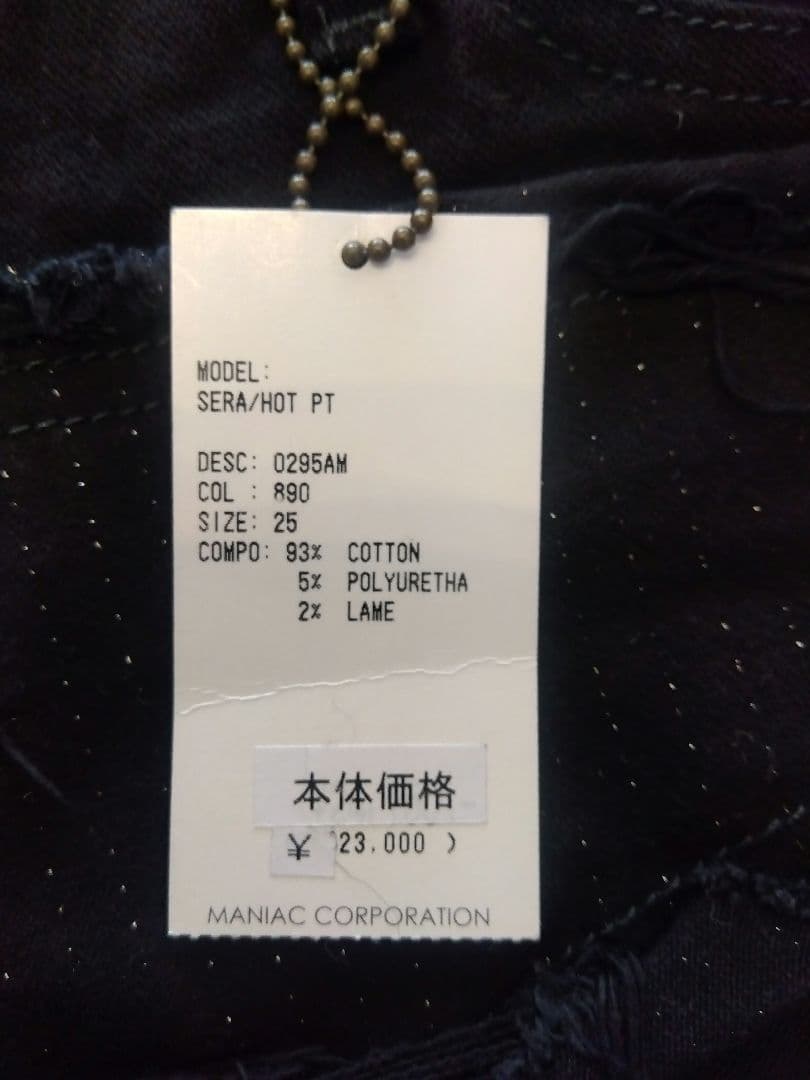 MODEL:
SERA/HOT PT
DESC: 0295AM
COL : 890
SIZE: 25
COMPO: 93% COTTON
5% POLYURETHA
2% LAME
本体価格
¥ 23,000 )
MANIAC CORPORATION